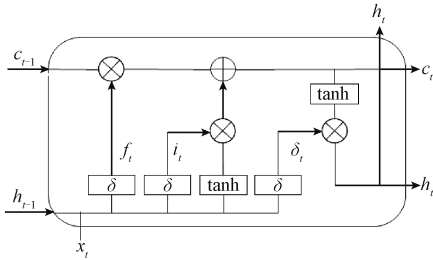 h_t
c_{t-1}
c_t
tanh
f_t
i_t
δ_t
δ
δ
tanh
δ
h_{t-1}
h_t
x_t